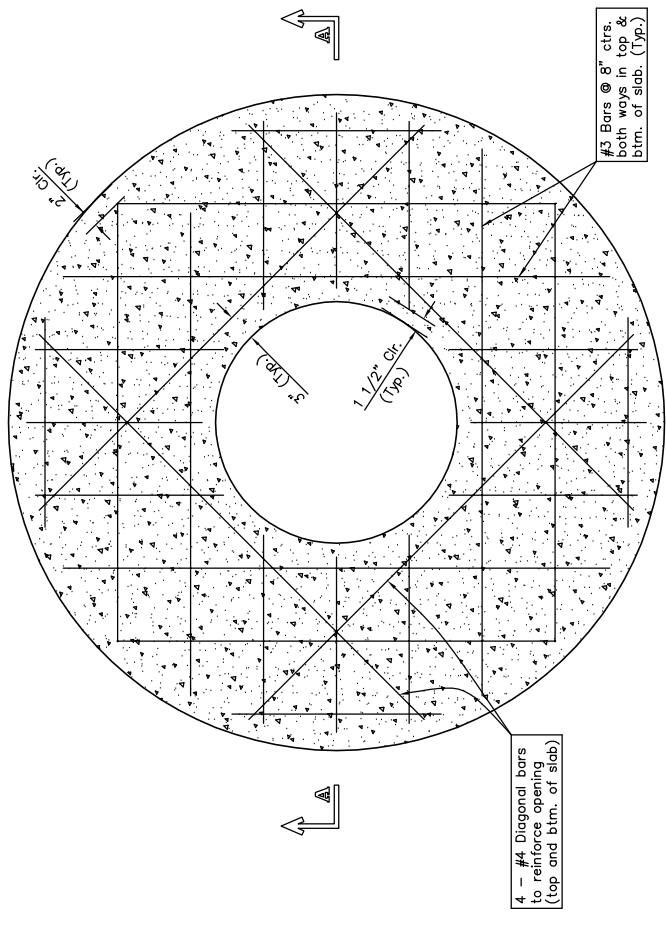 A
2" Clr.
(Typ.)
3" (Typ.)
1 1/2" Clr.
(Typ.)
#3 Bars @ 8" ctrs.
both ways in top &
btm. of slab. (Typ.)
4 - #4 Diagonal bars
to reinforce opening
(top and btm. of slab)
A